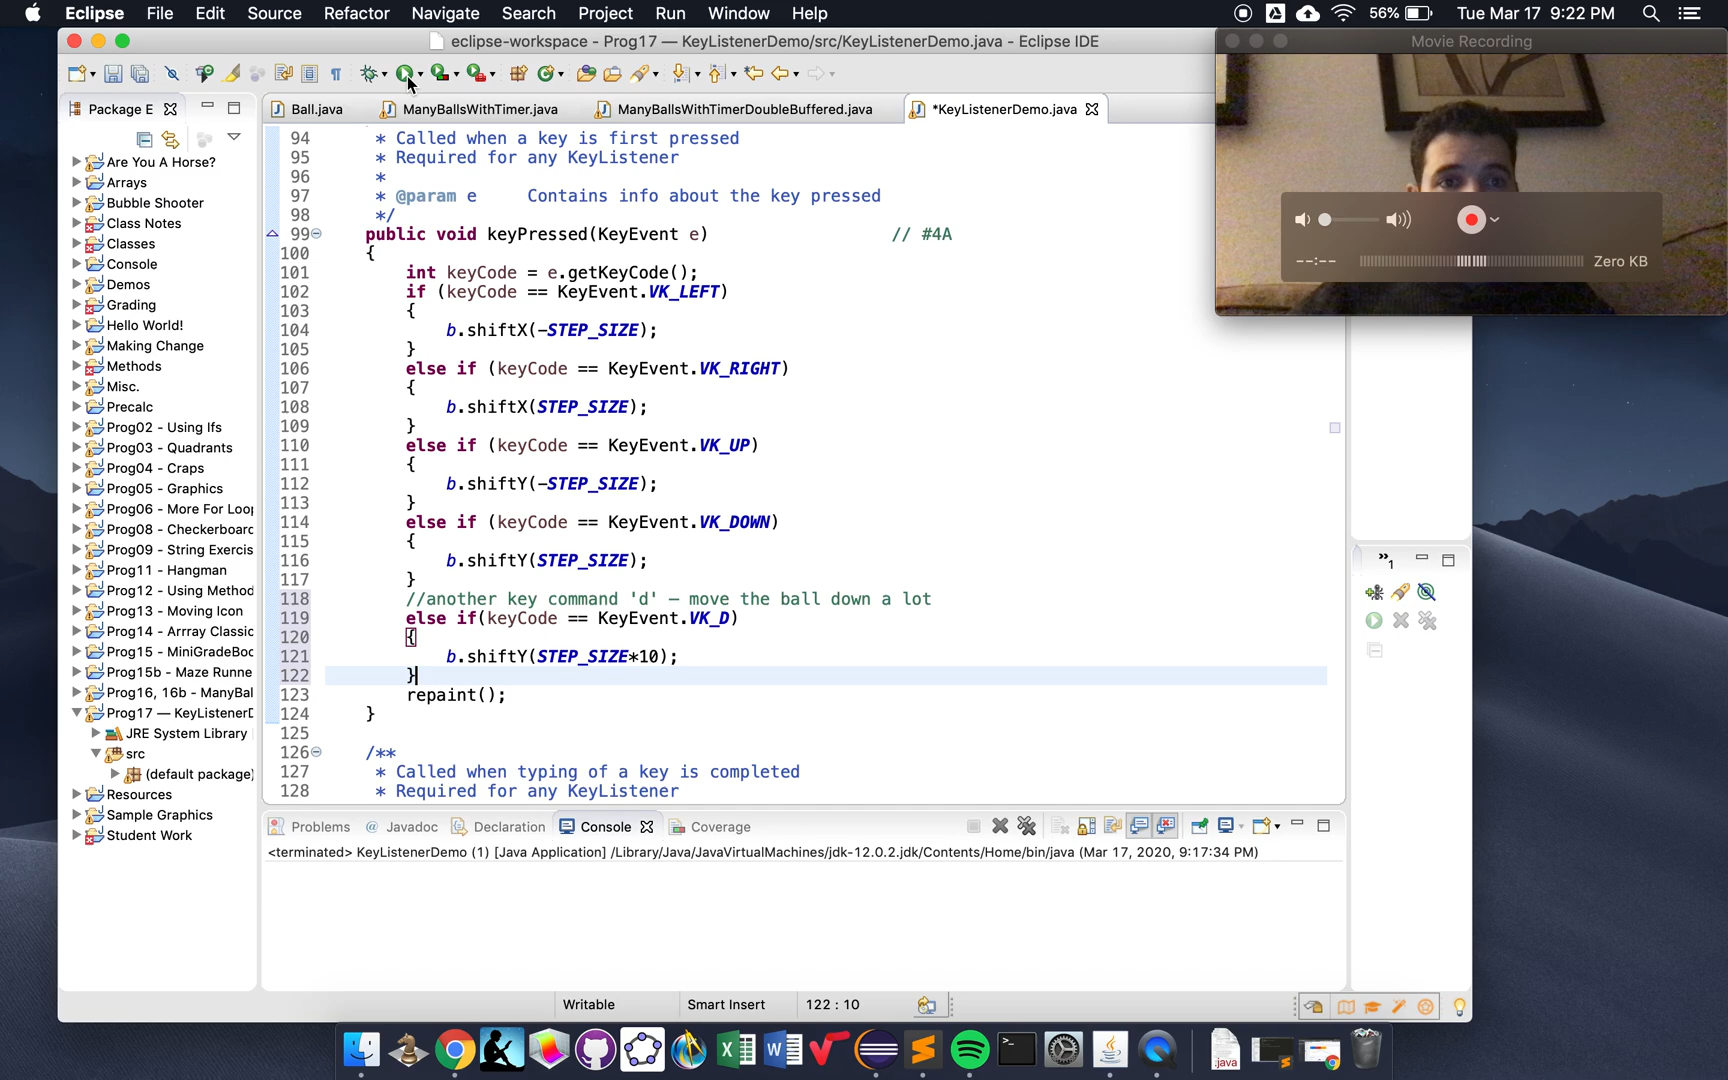 Eclipse File Edit Source Refactor Navigate Search Project Run Window Help 56% Tue Mar 17 9:22 PM
eclipse-workspace - Prog17 — KeyListenerDemo/src/KeyListenerDemo.java - Eclipse IDE
Movie Recording
Zero KB
--:--
Package E
Ball.java ManyBallsWithTimer.java ManyBallsWithTimerDoubleBuffered.java *KeyListenerDemo.java
Are You A Horse?
Arrays
Bubble Shooter
Class Notes
Classes
Console
Demos
Grading
Hello World!
Making Change
Methods
Misc.
Precalc
Prog02 - Using Ifs
Prog03 - Quadrants
Prog04 - Craps
Prog05 - Graphics
Prog06 - More For Loop
Prog08 - Checkerboard
Prog09 - String Exercis
Prog11 - Hangman
Prog12 - Using Method
Prog13 - Moving Icon
Prog14 - Arrray Classic
Prog15 - MiniGradeBoo
Prog15b - Maze Runne
Prog16, 16b - ManyBal
Prog17 — KeyListenerD
JRE System Library
src
(default package)
Resources
Sample Graphics
Student Work
94 * Called when a key is first pressed
95 * Required for any KeyListener
96 *
97 * @param e Contains info about the key pressed
98 */
99 public void keyPressed(KeyEvent e) // #4A
100 {
101 int keyCode = e.getKeyCode();
102 if (keyCode == KeyEvent.VK_LEFT)
103 {
104 b.shiftX(-STEP_SIZE);
105 }
106 else if (keyCode == KeyEvent.VK_RIGHT)
107 {
108 b.shiftX(STEP_SIZE);
109 }
110 else if (keyCode == KeyEvent.VK_UP)
111 {
112 b.shiftY(-STEP_SIZE);
113 }
114 else if (keyCode == KeyEvent.VK_DOWN)
115 {
116 b.shiftY(STEP_SIZE);
117 }
118 //another key command 'd' – move the ball down a lot
119 else if(keyCode == KeyEvent.VK_D)
120 {
121 b.shiftY(STEP_SIZE*10);
122 }
123 repaint();
124 }
125
126 /**
127 * Called when typing of a key is completed
128 * Required for any KeyListener
»1
Problems @ Javadoc Declaration Console Coverage
<terminated> KeyListenerDemo (1) [Java Application] /Library/Java/JavaVirtualMachines/jdk-12.0.2.jdk/Contents/Home/bin/java (Mar 17, 2020, 9:17:34 PM)
Writable Smart Insert 122 : 10